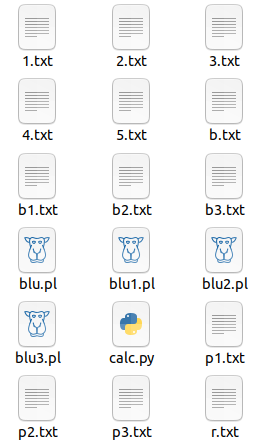 1.txt 2.txt 3.txt
4.txt 5.txt b.txt
b1.txt b2.txt b3.txt
blu.pl blu1.pl blu2.pl
blu3.pl calc.py p1.txt
p2.txt p3.txt r.txt